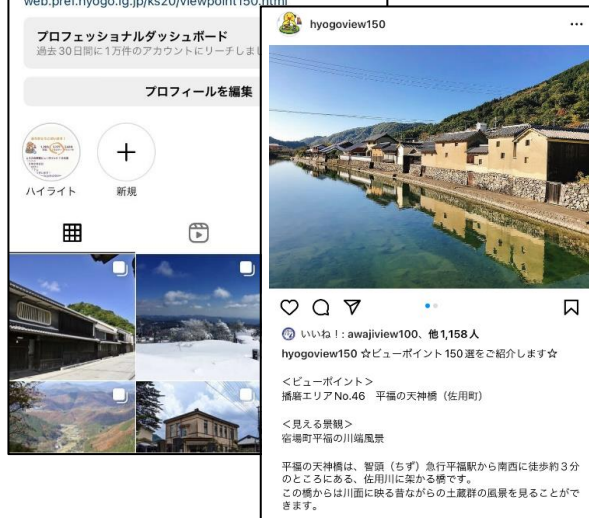 web.pref.hyogo.lg.jp/ks20/viewpoint150.html
プロフェッショナルダッシュボード
過去30日間に1万件のアカウントにリーチしまし
プロフィールを編集
ハイライト
新規
hyogoview150
いいね!: awajiview100、他1,158人
hyogoview150 ☆ビューポイント150選をご紹介します☆
<ビューポイント>
播磨エリアNo.46 平福の天神橋(佐用町)
<見える景観>
宿場町平福の川端風景
平福の天神橋は、智頭(ちず)急行平福駅から南西に徒歩約3分
のところにある、佐用川に架かる橋です。
この橋からは川面に映る昔ながらの土蔵群の風景を見ることがで
きます。